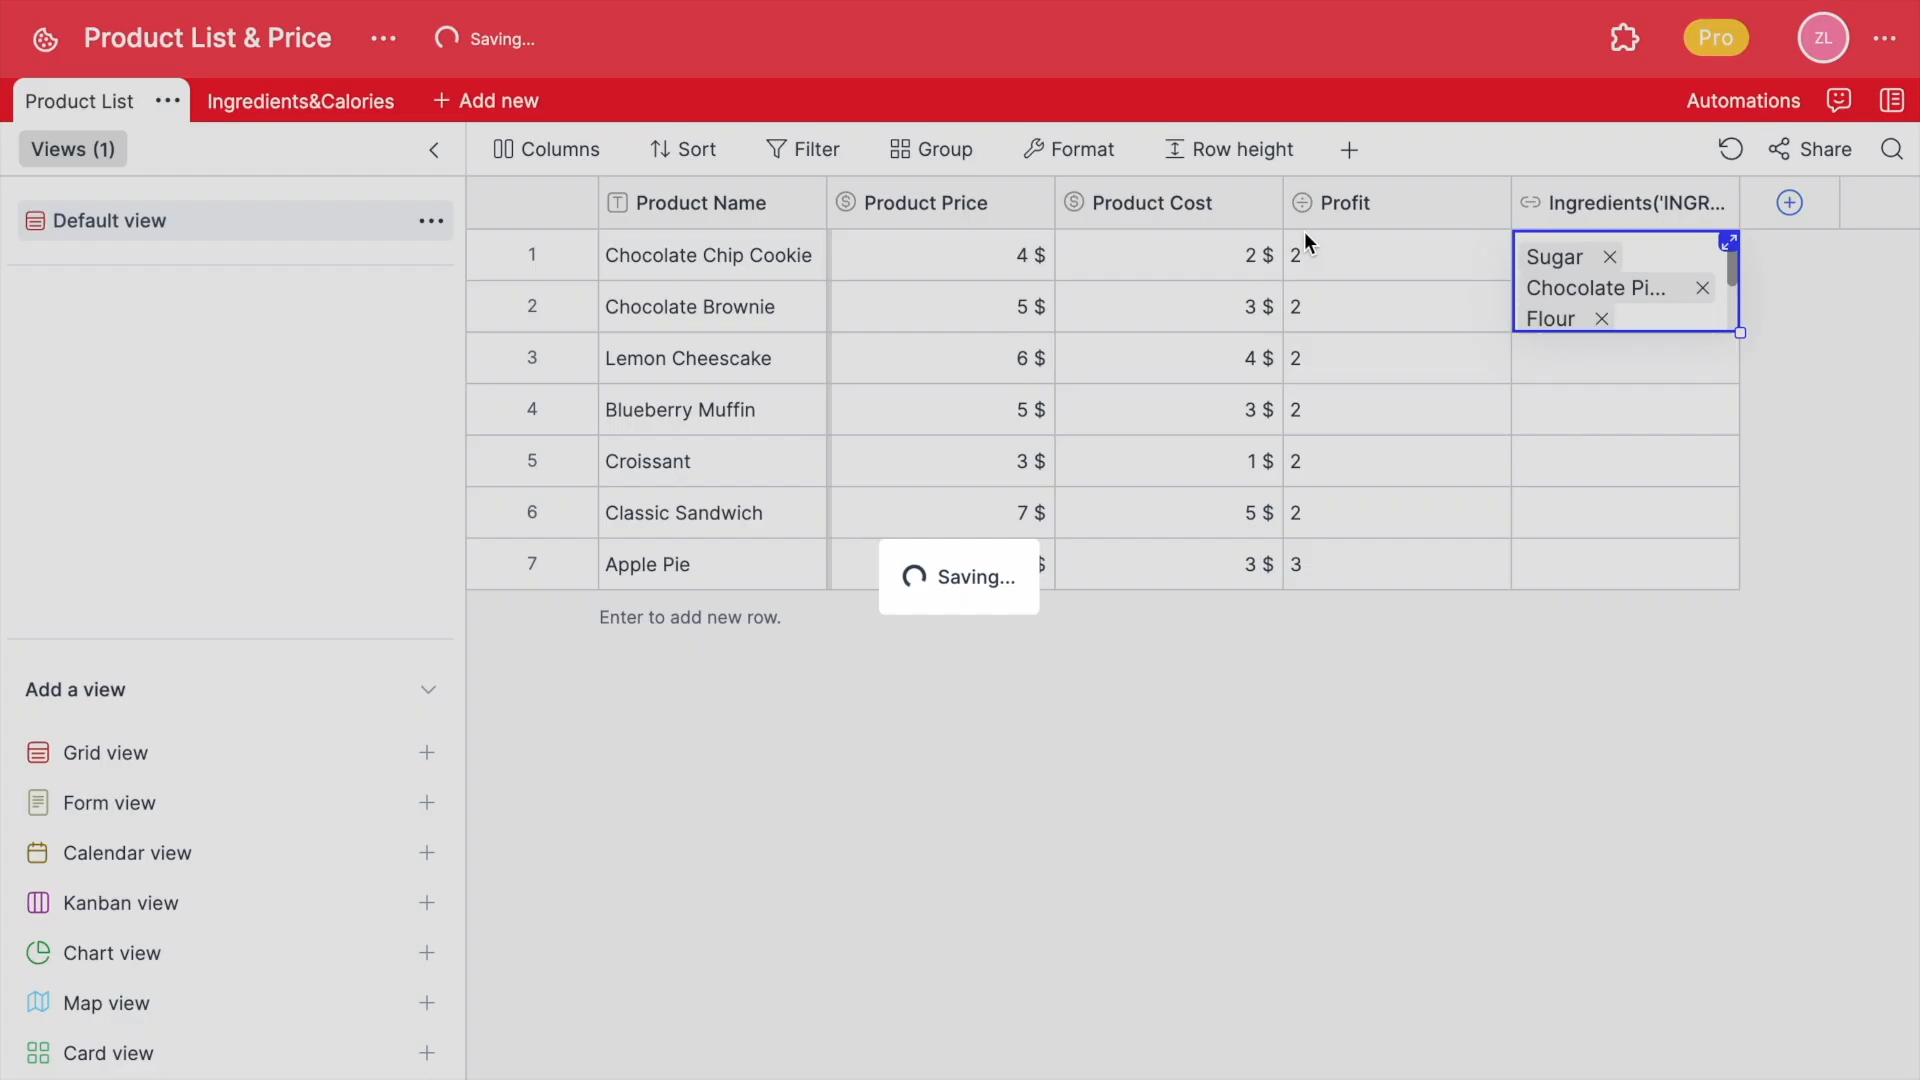 Product List & Price
Saving...
Pro
ZL
Product List
Ingredients&Calories
Add new
Automations
Views (1)
Columns
Sort
Filter
Group
Format
Row height
Share
Default view
Product Name
Product Price
Product Cost
Profit
Ingredients('INGR...
1
Chocolate Chip Cookie
4 $
2 $
2
Sugar
Chocolate Pi...
Flour
2
Chocolate Brownie
5 $
3 $
2
3
Lemon Cheescake
6 $
4 $
2
4
Blueberry Muffin
5 $
3 $
2
5
Croissant
3 $
1 $
2
6
Classic Sandwich
7 $
5 $
2
7
Apple Pie
$
3 $
3
Saving...
Enter to add new row.
Add a view
Grid view
Form view
Calendar view
Kanban view
Chart view
Map view
Card view